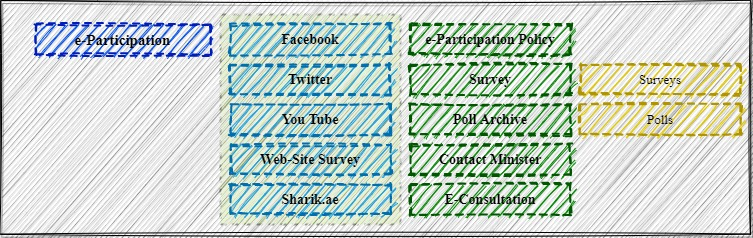 e-Participation
Facebook
Twitter
You Tube
Web-Site Survey
Sharik.ae
e-Participation Policy
Survey
Poll Archive
Contact Minister
E-Consultation
Surveys
Polls